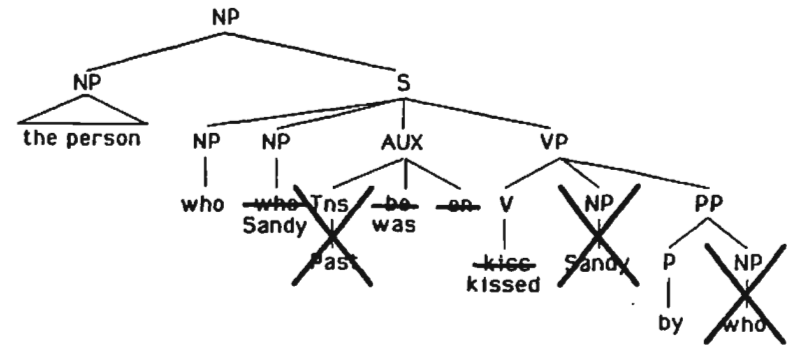 NP
NP S
the person
NP NP AUX VP
who who Tns be en V NP PP
Sandy was
Past kiss Sandy P NP
kissed
by who